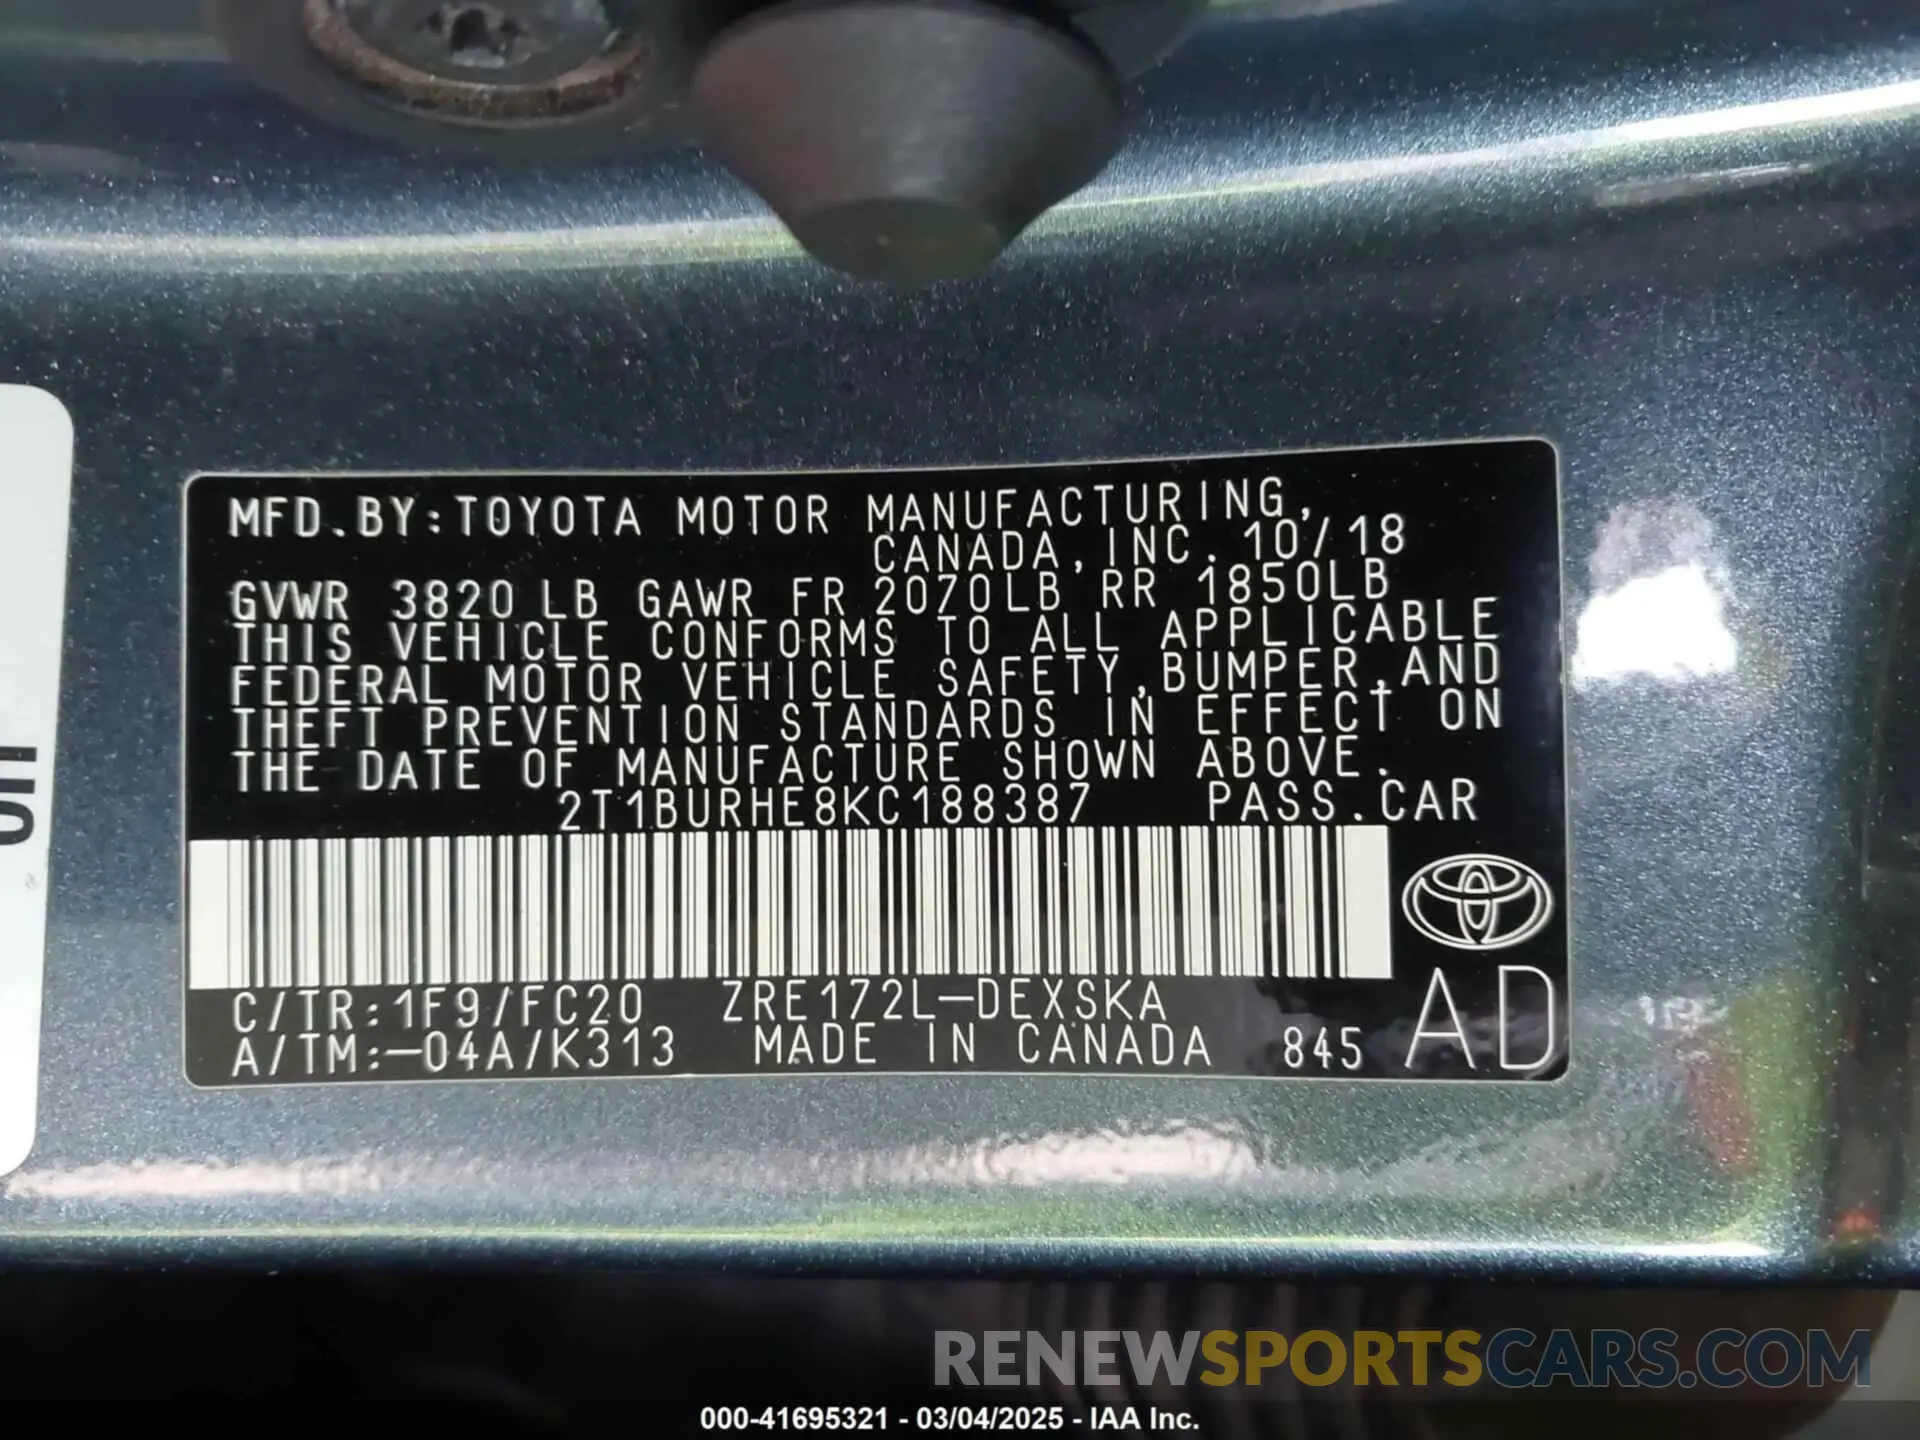 MFD.BY:TOYOTA MOTOR MANUFACTURING,
CANADA,INC. 10/18
GVWR 3820LB GAWR FR 2070LB RR 1850LB
THIS VEHICLE CONFORMS TO ALL APPLICABLE
FEDERAL MOTOR VEHICLE SAFETY,BUMPER,AND
THEFT PREVENTION STANDARDS IN EFFECT ON
THE DATE OF MANUFACTURE SHOWN ABOVE.
2T1BURHE8KC188387 PASS.CAR
C/TR:1F9/FC20 ZRE172L-DEXSKA
A/TM:-04A/K313 MADE IN CANADA 845 AD
RENEWSPORTSCARS.COM
000-41695321 - 03/04/2025 - IAA Inc.